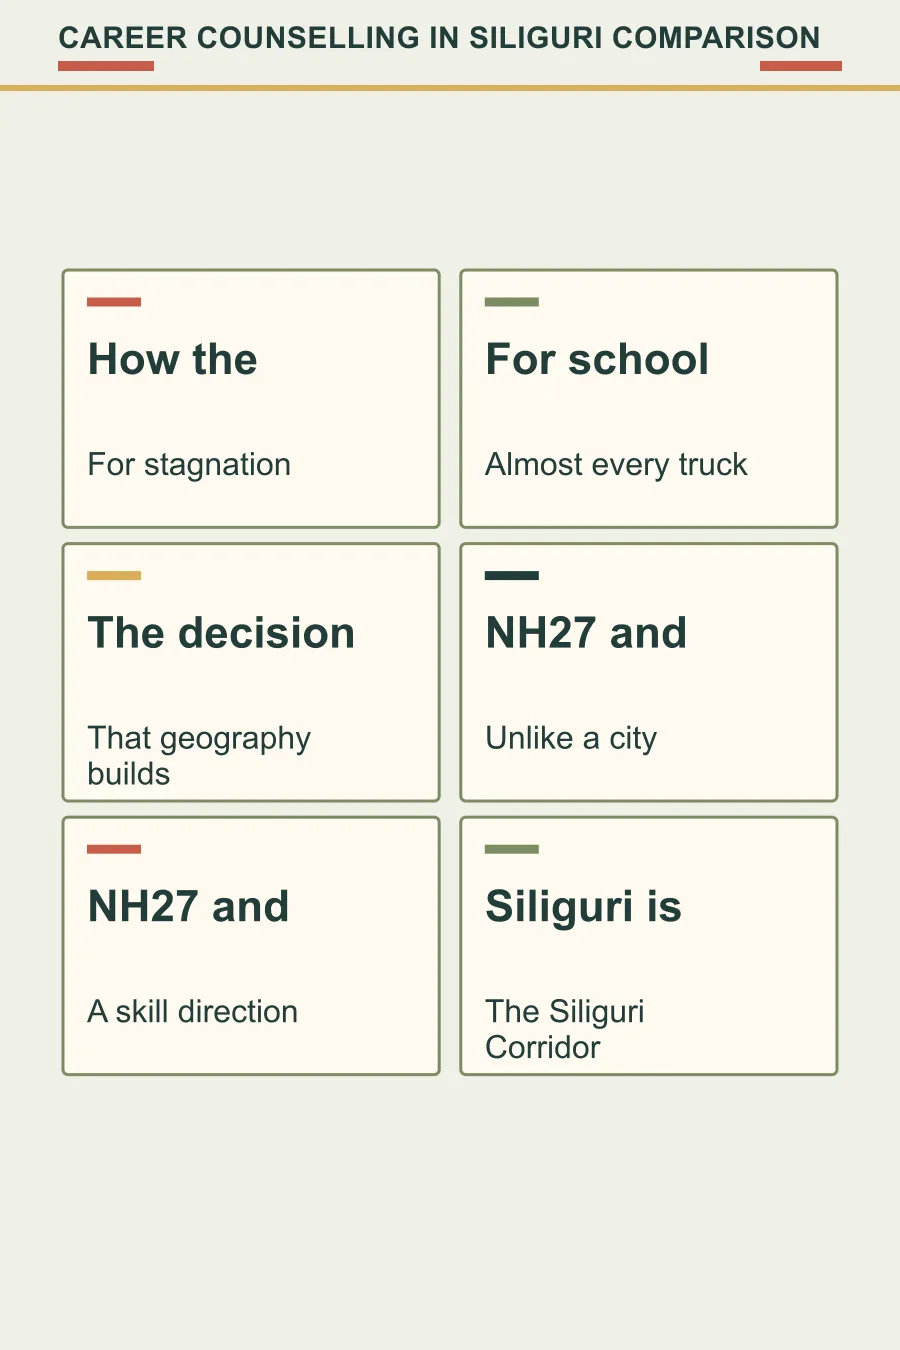 CAREER COUNSELLING IN SILIGURI COMPARISON
How the
For stagnation
For school
Almost every truck
The decision
That geography
builds
NH27 and
Unlike a city
NH27 and
A skill direction
Siliguri is
The Siliguri
Corridor